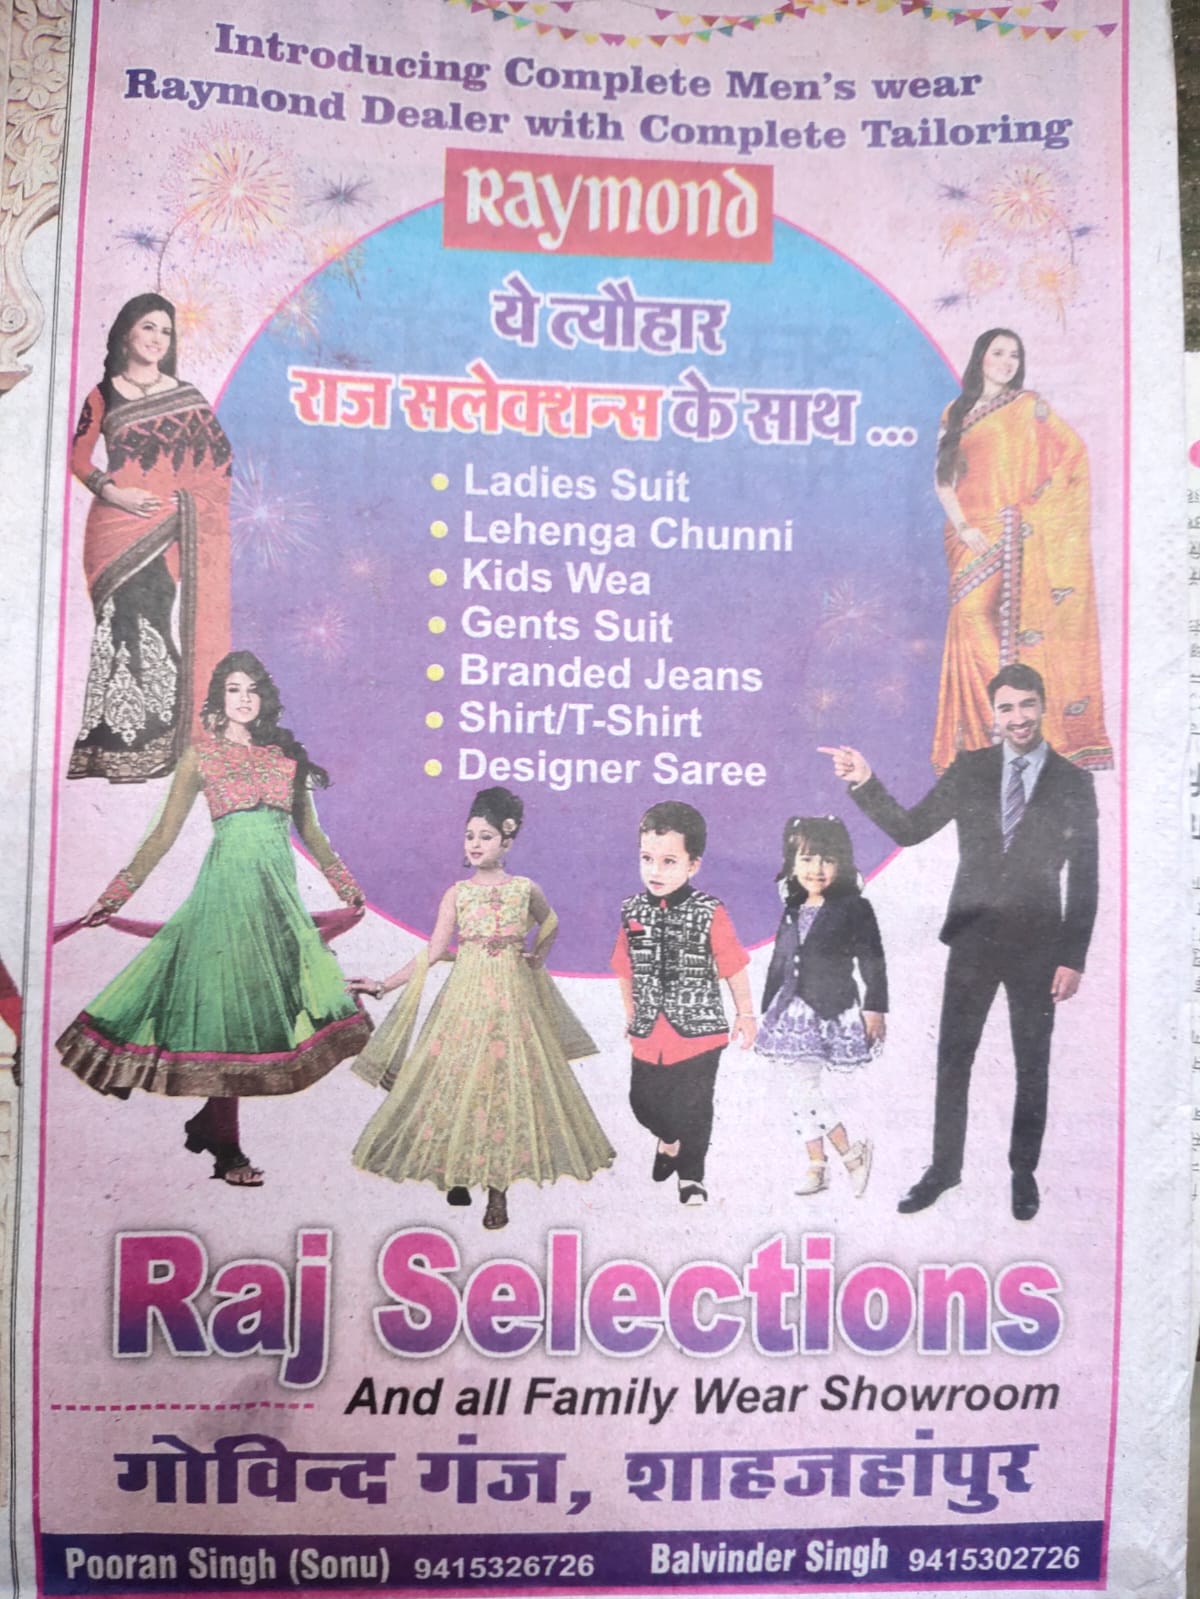 Introducing Complete Men's wear
Raymond Dealer with Complete Tailoring
Raymond
ये त्यौहार
राज सलेक्शन्स के साथ ...
• Ladies Suit
• Lehenga Chunni
• Kids Wea
• Gents Suit
• Branded Jeans
• Shirt/T-Shirt
• Designer Saree
Raj Selections
And all Family Wear Showroom
गोविन्द गंज, शाहजहांपुर
Pooran Singh (Sonu) 9415326726 Balvinder Singh 9415302726